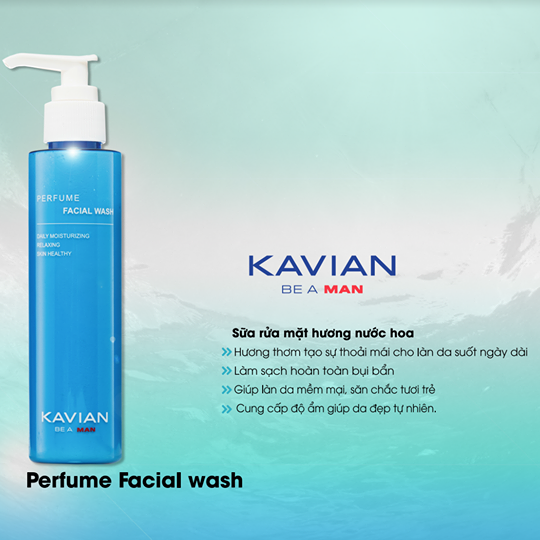 PERFUME
FACIAL WASH
DAILY MOISTURIZING
RELAXING
SKIN HEALTHY
KAVIAN
BE A MAN
Perfume Facial wash
KAVIAN
BE A MAN
Sữa rửa mặt hương nước hoa
Hương thơm tạo sự thoải mái cho làn da suốt ngày dài
Làm sạch hoàn toàn bụi bẩn
Giúp làn da mềm mại, săn chắc tươi trẻ
Cung cấp độ ẩm giúp da đẹp tự nhiên.